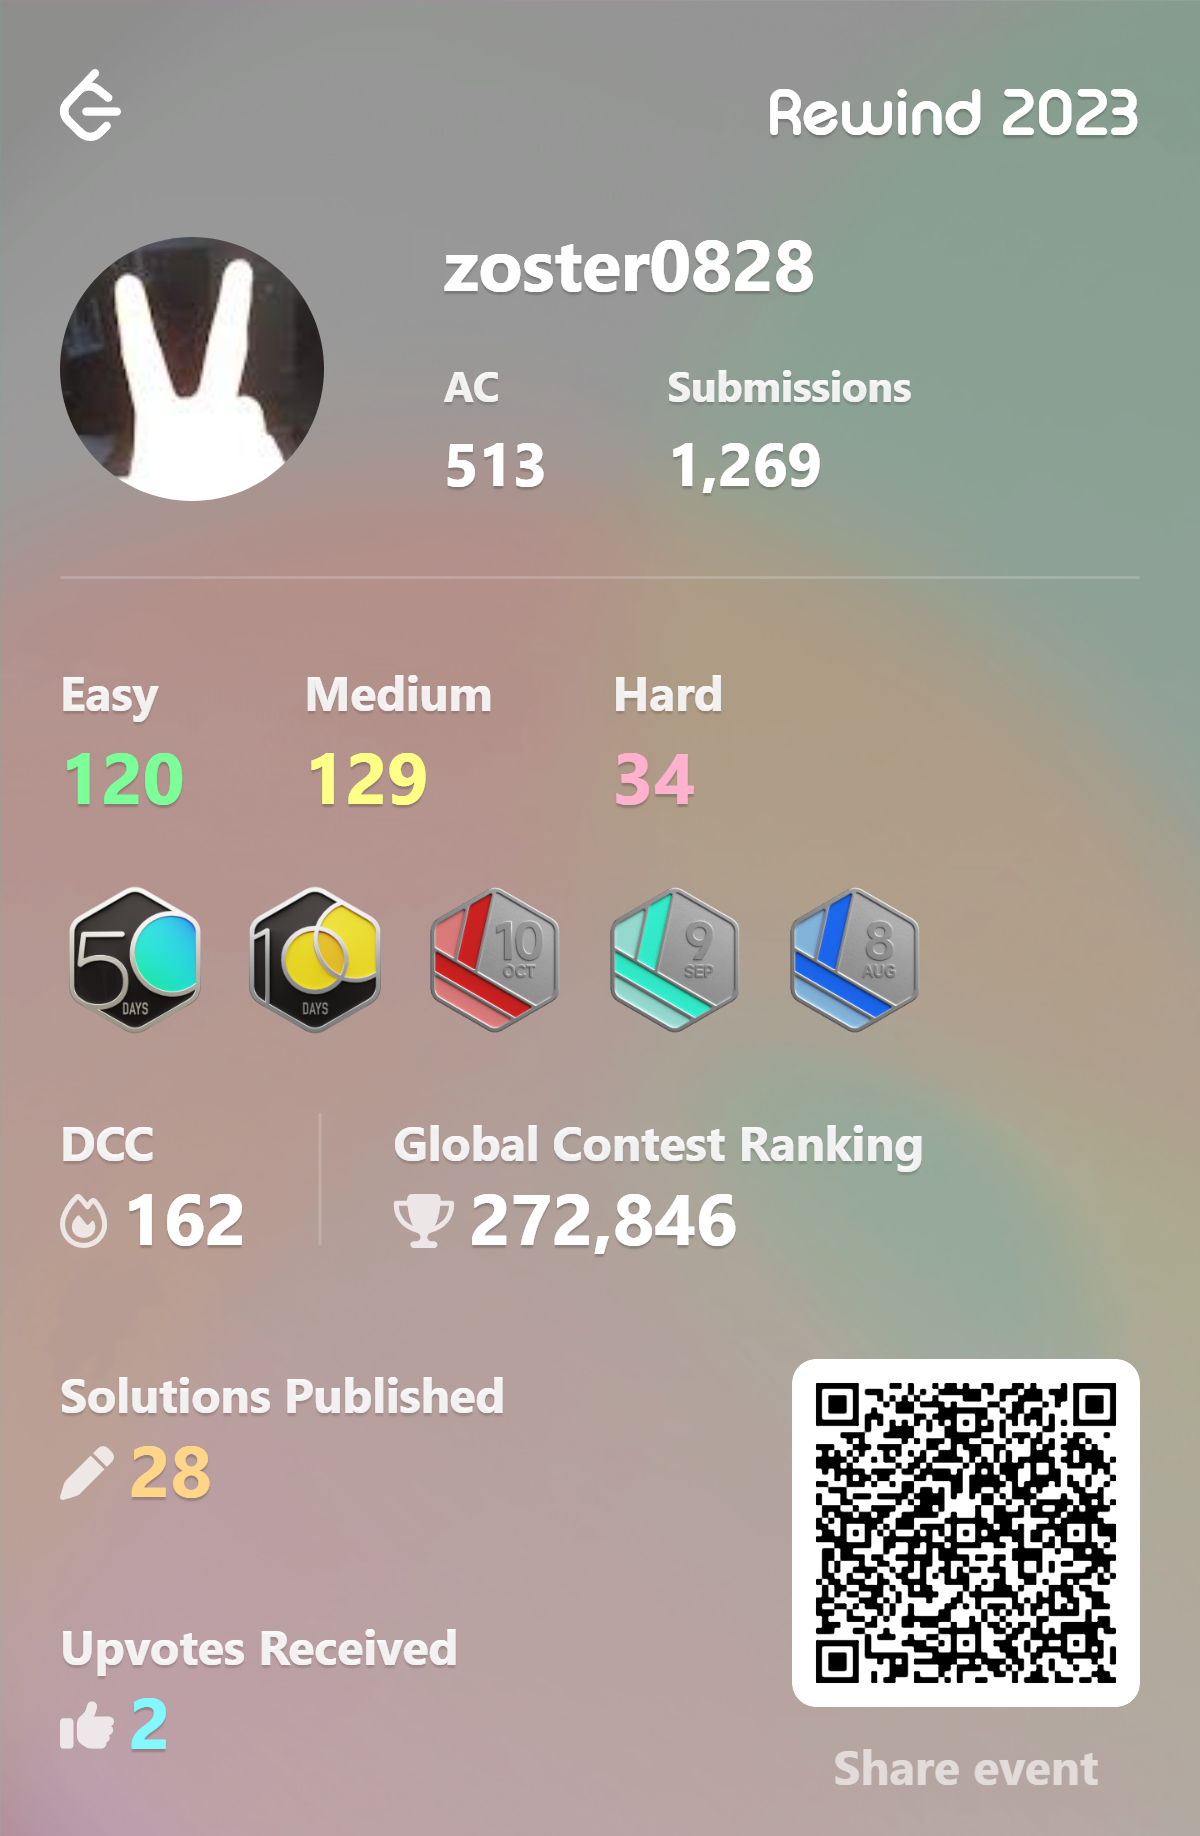 Rewind 2023
zoster0828
AC Submissions
513 1,269
Easy Medium Hard
120 129 34
50 DAYS
100 DAYS
10 OCT
9 SEP
8 AUG
DCC Global Contest Ranking
162 272,846
Solutions Published
28
Upvotes Received
2
Share event